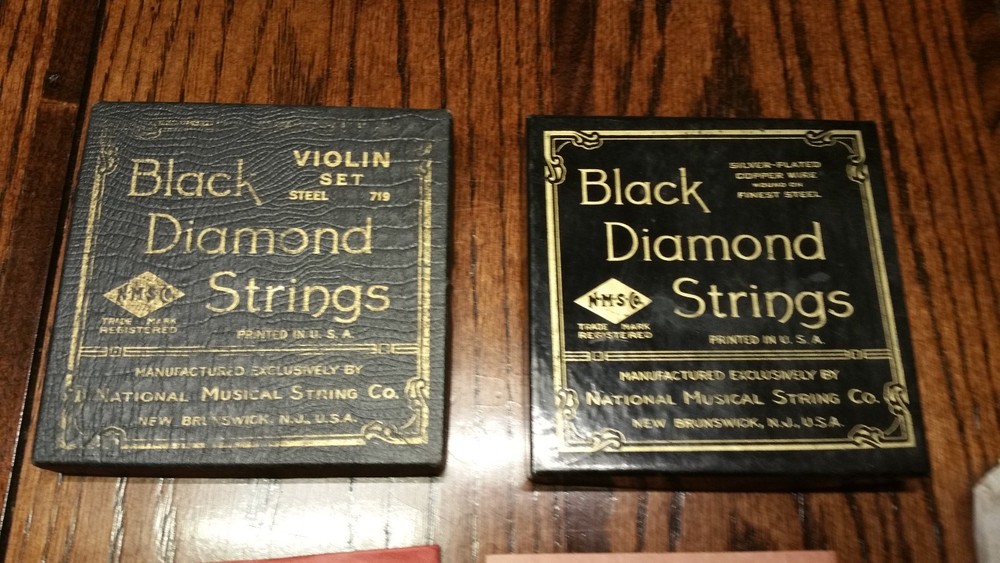 Black
VIOLIN
SET
STEEL 719
Diamond
Strings
N·M·S·Co.
TRADE MARK
REGISTERED
PRINTED IN U. S. A.
MANUFACTURED EXCLUSIVELY BY
NATIONAL MUSICAL STRING CO.
NEW BRUNSWICK, N.J., U.S.A.
Black
SILVER-PLATED
COPPER WIRE
WOUND ON
FINEST STEEL
Diamond
Strings
N·M·S·Co.
TRADE MARK
REGISTERED
PRINTED IN U. S. A.
MANUFACTURED EXCLUSIVELY BY
NATIONAL MUSICAL STRING CO.
NEW BRUNSWICK, N.J., U.S.A.